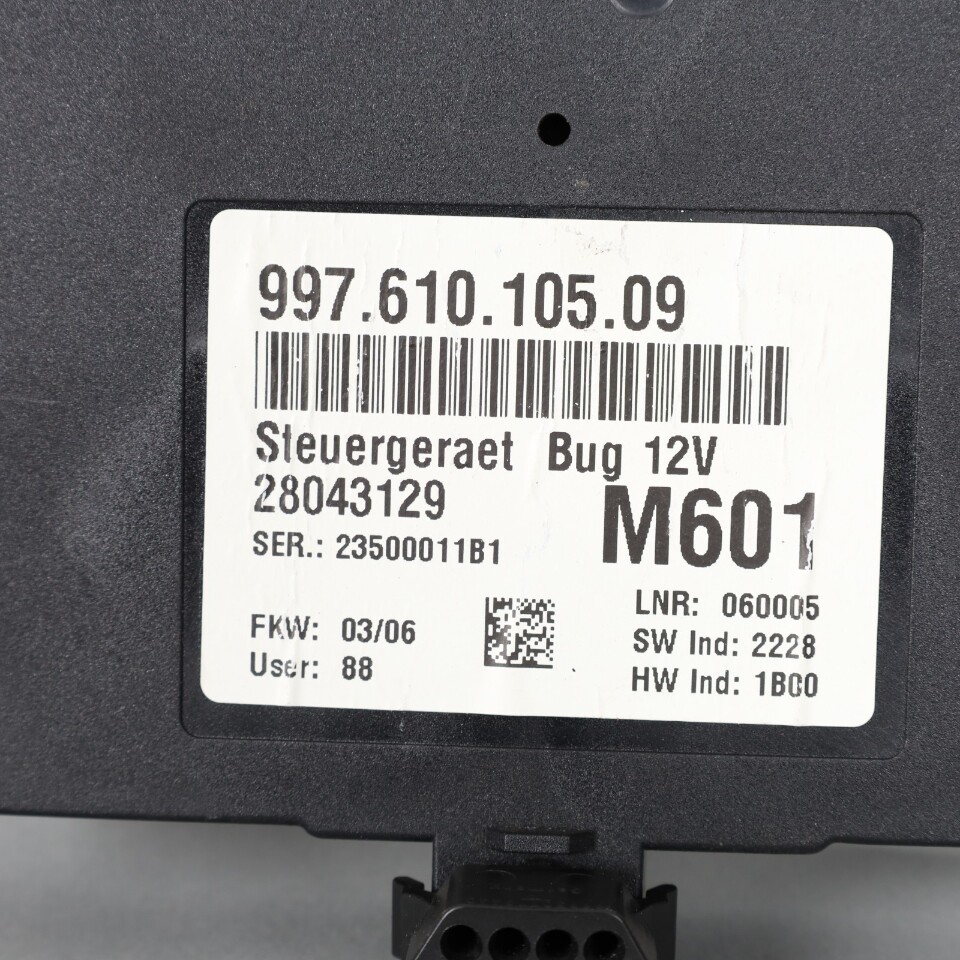 997.610.105.09
Steuergeraet Bug 12V
28043129
M601
SER.: 23500011B1
LNR: 060005
FKW: 03/06
SW Ind: 2228
User: 88
HW Ind: 1B00